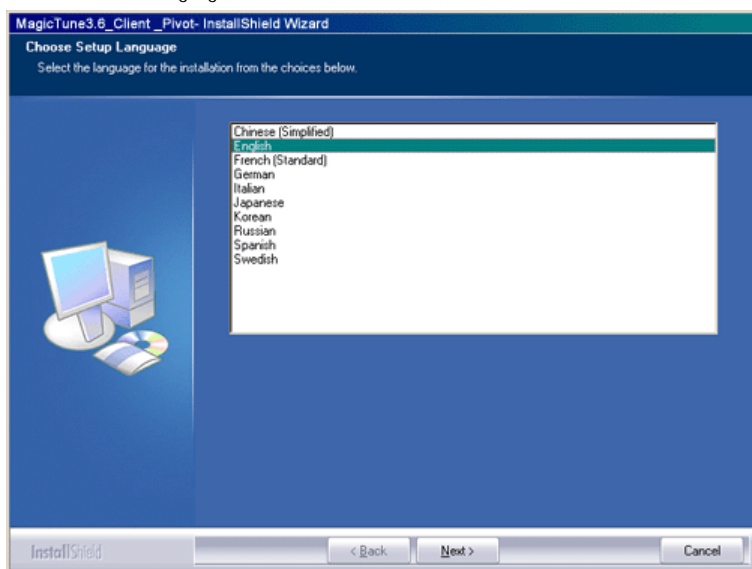 MagicTune3.6_Client _Pivot- InstallShield Wizard
Choose Setup Language
Select the language for the installation from the choices below.
Chinese (Simplified)
English
French (Standard)
German
Italian
Japanese
Korean
Russian
Spanish
Swedish
InstallShield
< Back
Next >
Cancel